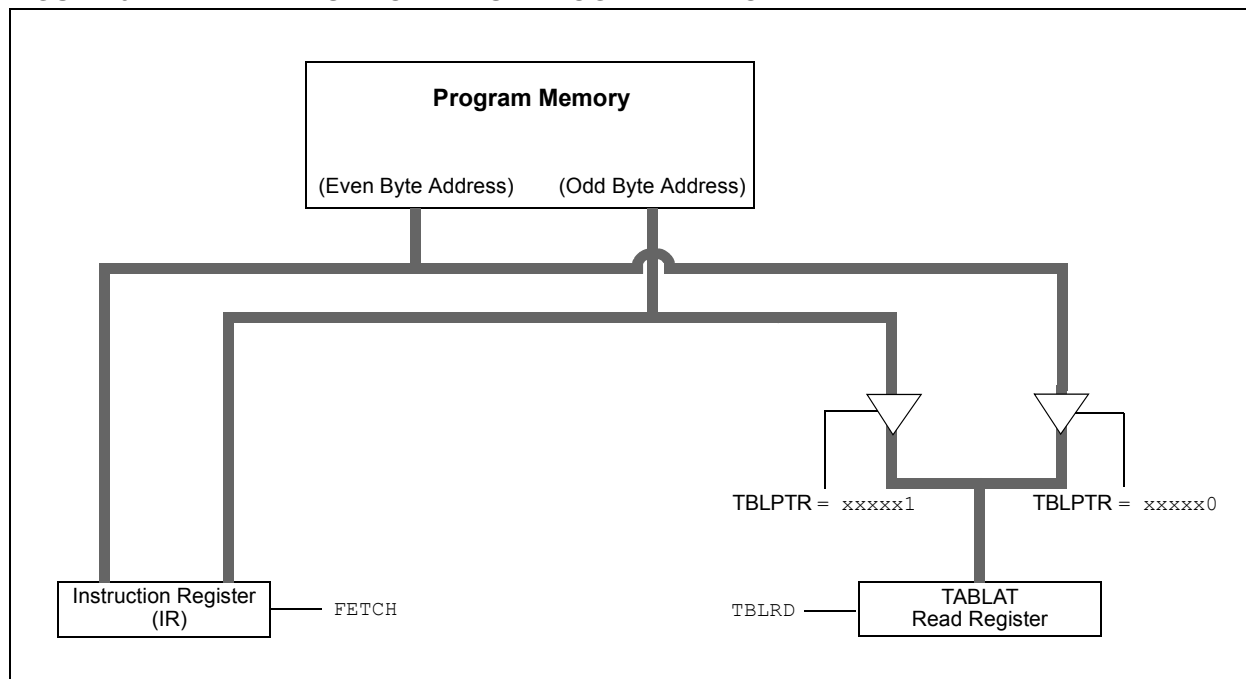 Program Memory
(Even Byte Address) (Odd Byte Address)
TBLPTR = xxxxx1
TBLPTR = xxxxx0
Instruction Register
(IR)
FETCH
TBLRD
TABLAT
Read Register